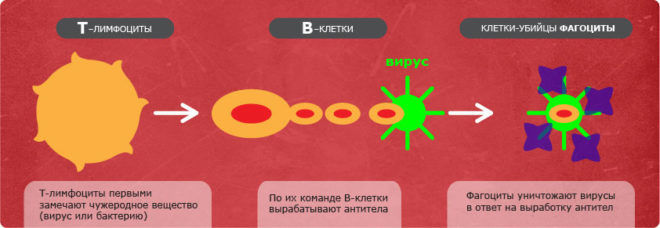 Т-ЛИМФОЦИТЫ
В-КЛЕТКИ
КЛЕТКИ-УБИЙЦЫ ФАГОЦИТЫ
вирус
Т-лимфоциты первыми
замечают чужеродное вещество
(вирус или бактерию)
По их команде В-клетки
вырабатывают антитела
Фагоциты уничтожают вирусы
в ответ на выработку антител